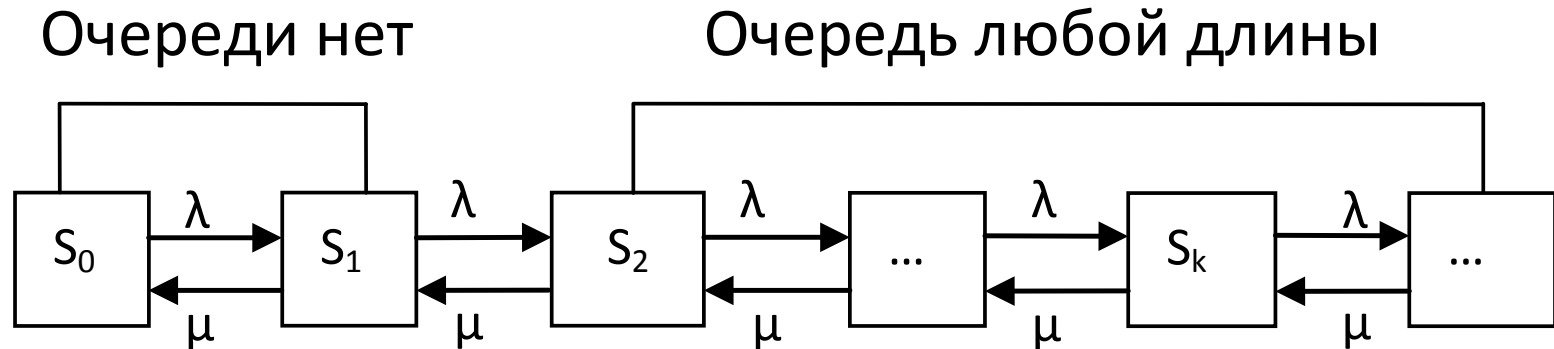 Очереди нет Очередь любой длины
λ λ λ λ λ
S₀ S₁ S₂ ... Sₖ ...
μ μ μ μ μ